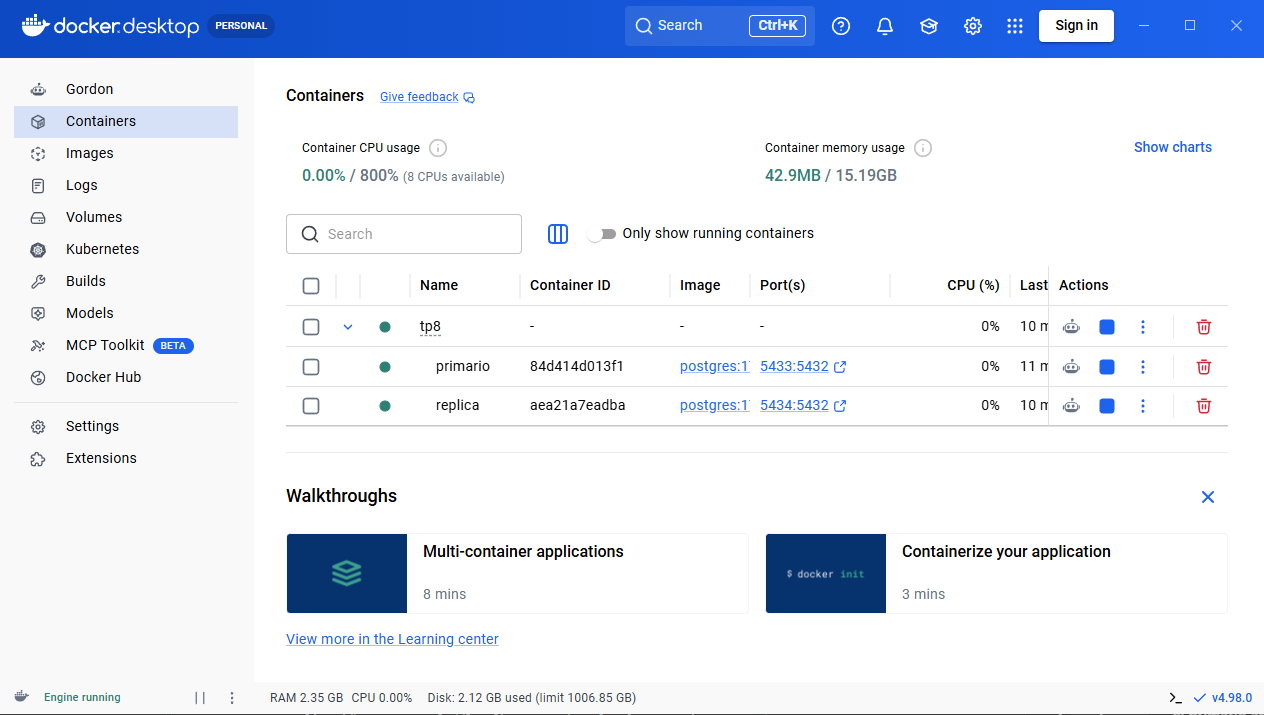 docker.desktop PERSONAL Search Ctrl+K Sign in
Gordon
Containers
Images
Logs
Volumes
Kubernetes
Builds
Models
MCP Toolkit BETA
Docker Hub
Settings
Extensions
Containers Give feedback
Container CPU usage
0.00% / 800% (8 CPUs available)
Container memory usage
42.9MB / 15.19GB
Show charts
Search
Only show running containers
Name Container ID Image Port(s) CPU (%) Last Actions
tp8 - - - 0% 10 m
primario 84d414d013f1 postgres:1 5433:5432 0% 11 m
replica aea21a7eadba postgres:1 5434:5432 0% 10 m
Walkthroughs
Multi-container applications
8 mins
$ docker init
Containerize your application
3 mins
View more in the Learning center
Engine running RAM 2.35 GB CPU 0.00% Disk: 2.12 GB used (limit 1006.85 GB) v4.98.0